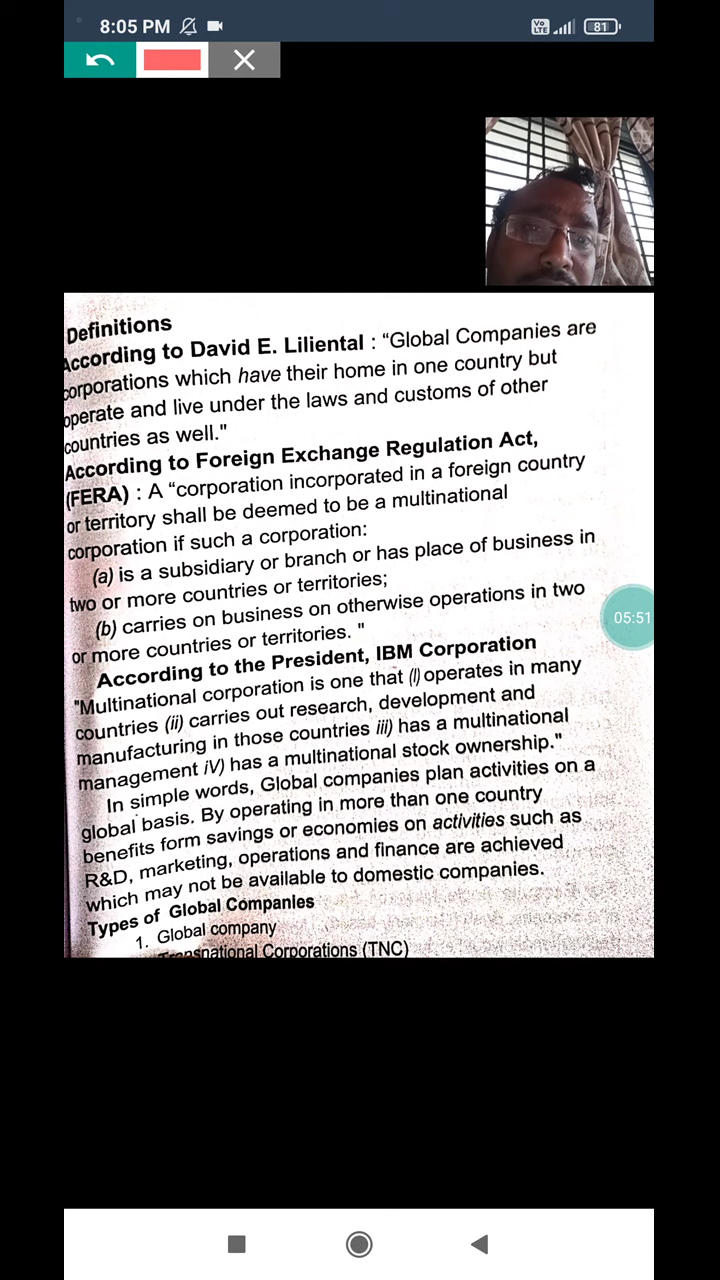 8:05 PM
Vo LTE
81
Definitions
According to David E. Liliental : “Global Companies are
corporations which have their home in one country but
operate and live under the laws and customs of other
countries as well."
According to Foreign Exchange Regulation Act,
(FERA) : A “corporation incorporated in a foreign country
or territory shall be deemed to be a multinational
corporation if such a corporation:
(a) is a subsidiary or branch or has place of business in
two or more countries or territories;
(b) carries on business on otherwise operations in two
or more countries or territories. "
According to the President, IBM Corporation
"Multinational corporation is one that (I) operates in many
countries (ii) carries out research, development and
manufacturing in those countries iii) has a multinational
management iV) has a multinational stock ownership."
In simple words, Global companies plan activities on a
global basis. By operating in more than one country
benefits form savings or economies on activities such as
R&D, marketing, operations and finance are achieved
which may not be available to domestic companies.
Types of Global Companies
1. Global company
Transnational Corporations (TNC)
05:51